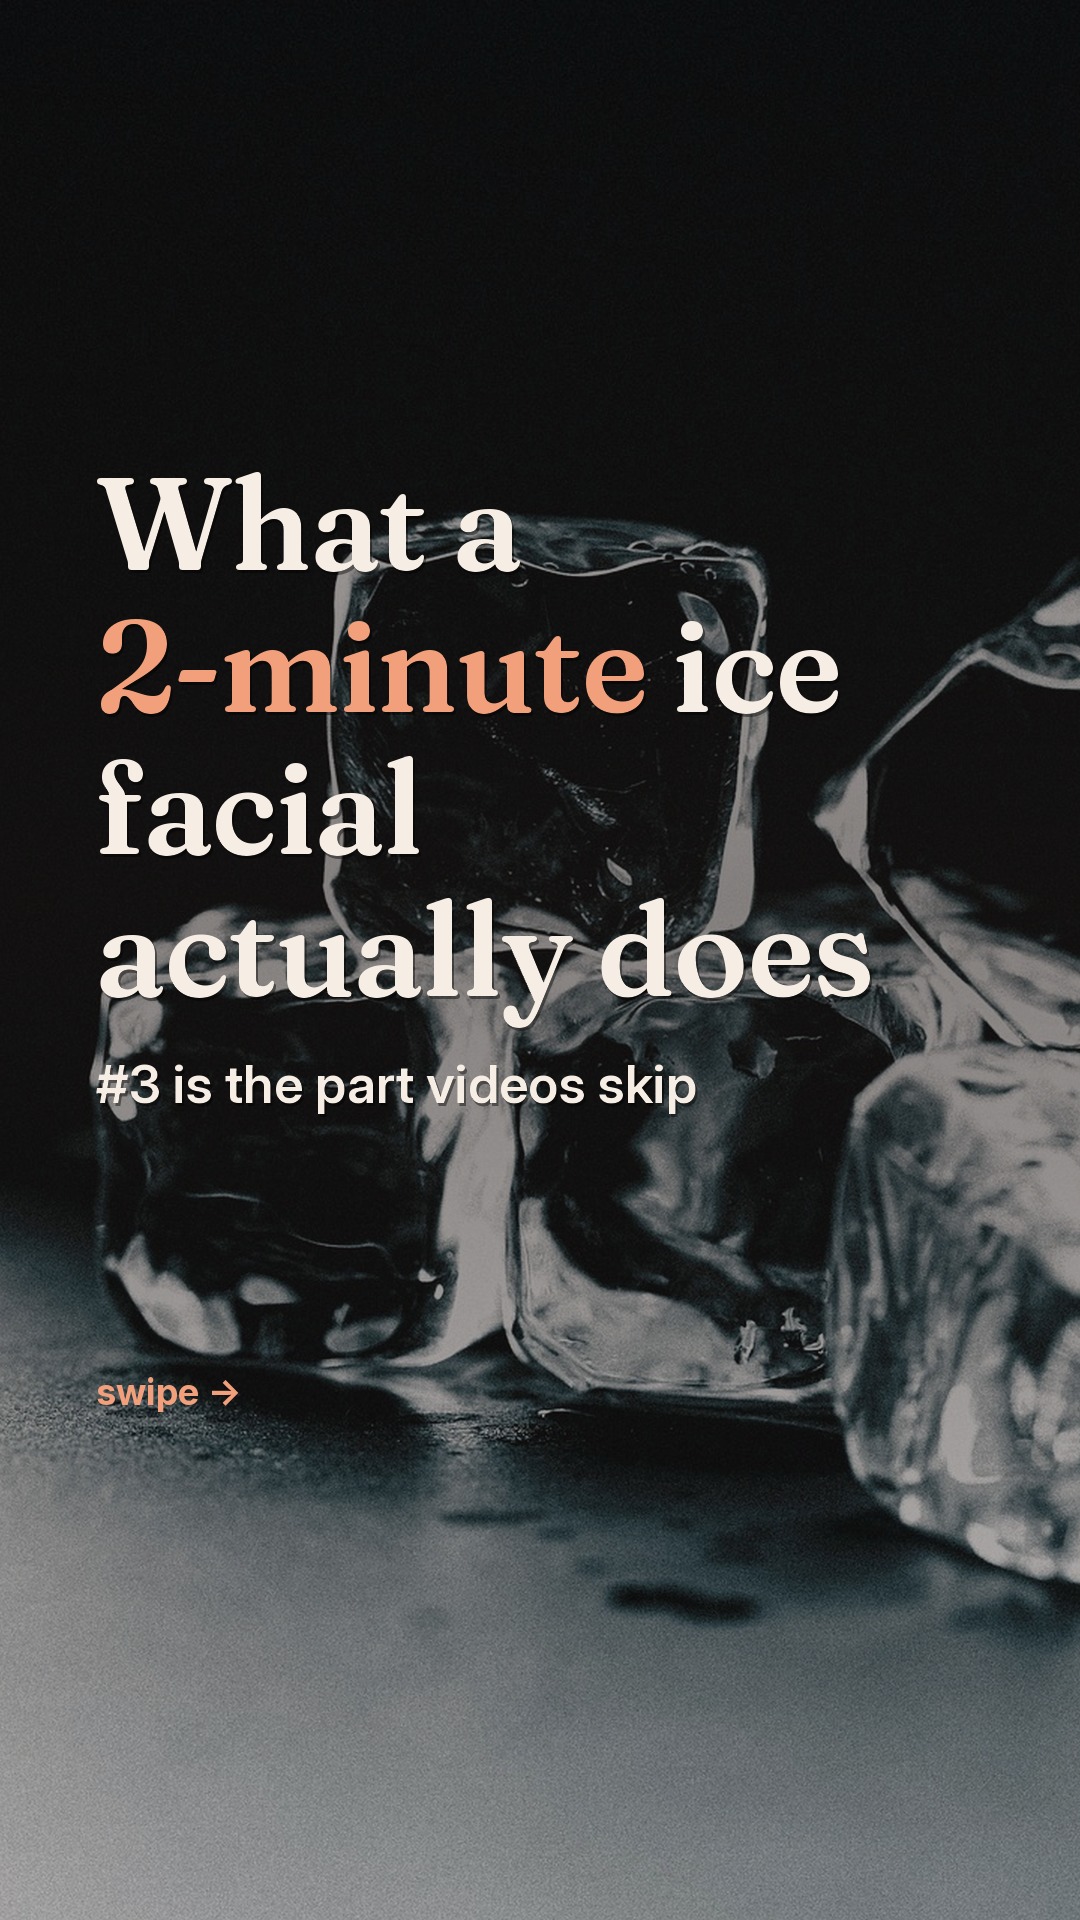 What a
2-minute ice
facial
actually does
#3 is the part videos skip
swipe →